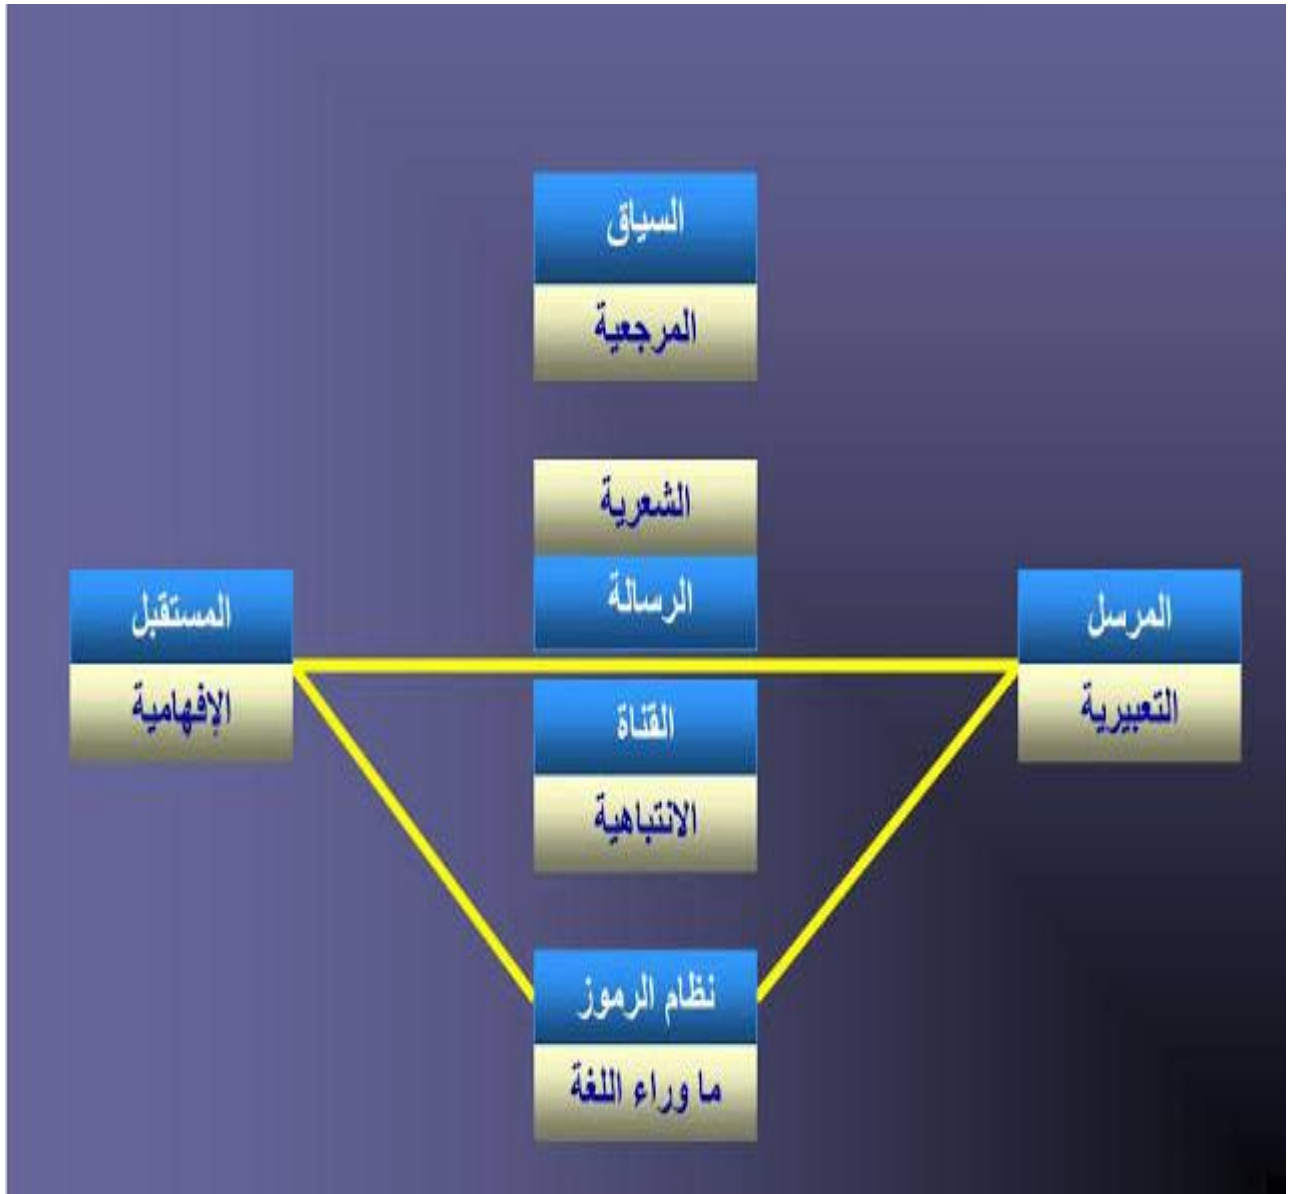 السياق
المرجعية
الشعرية
الرسالة
المرسل
التعبيرية
المستقبل
الإفهامية
القناة
الانتباهية
نظام الرموز
ما وراء اللغة